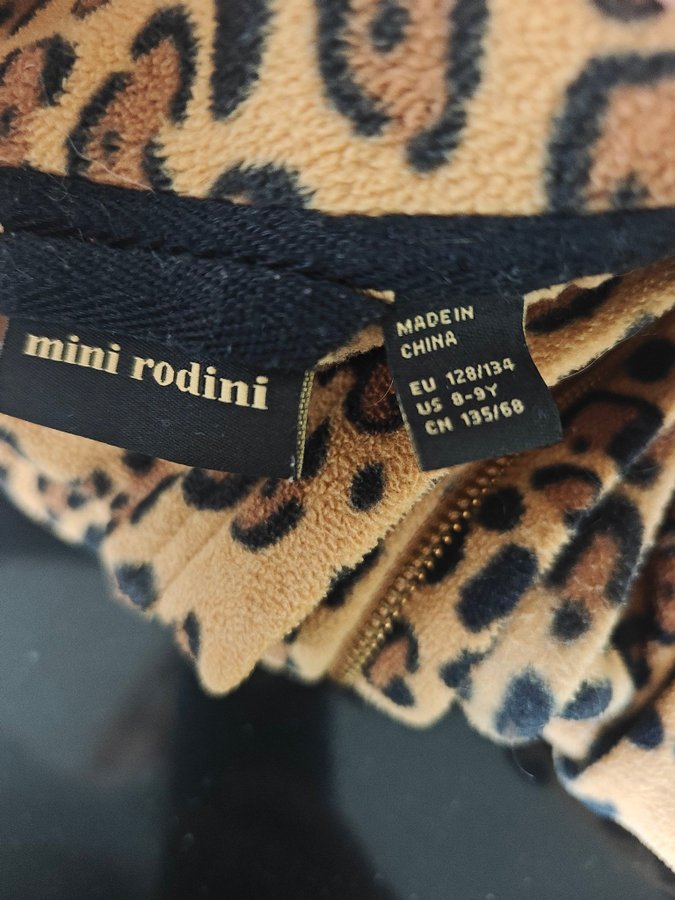 mini rodini
MADE IN
CHINA
EU 128/134
US 8-9Y
CM 135/68